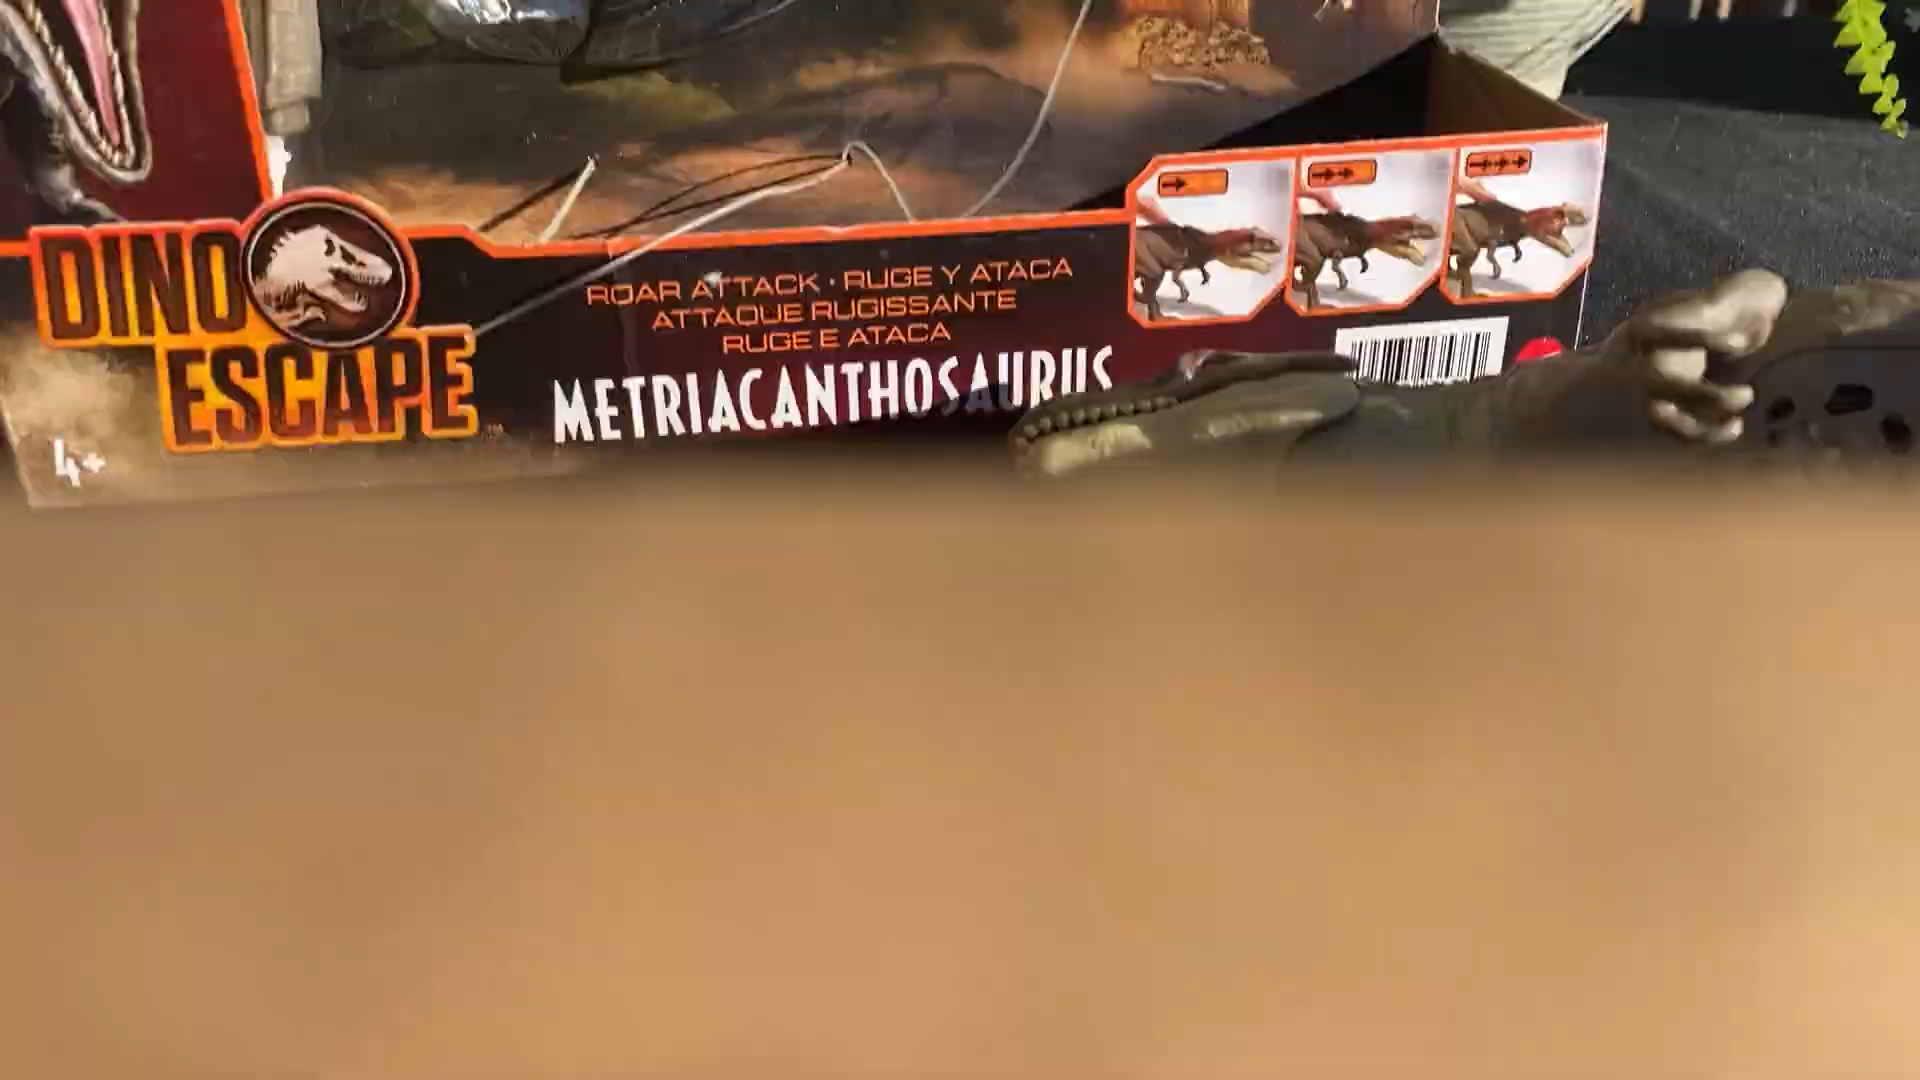 DINO
ESCAPE
4+
ROAR ATTACK · RUGE Y ATACA
ATTAQUE RUGISSANTE
RUGE E ATACA
METRIACANTHOSAURUS